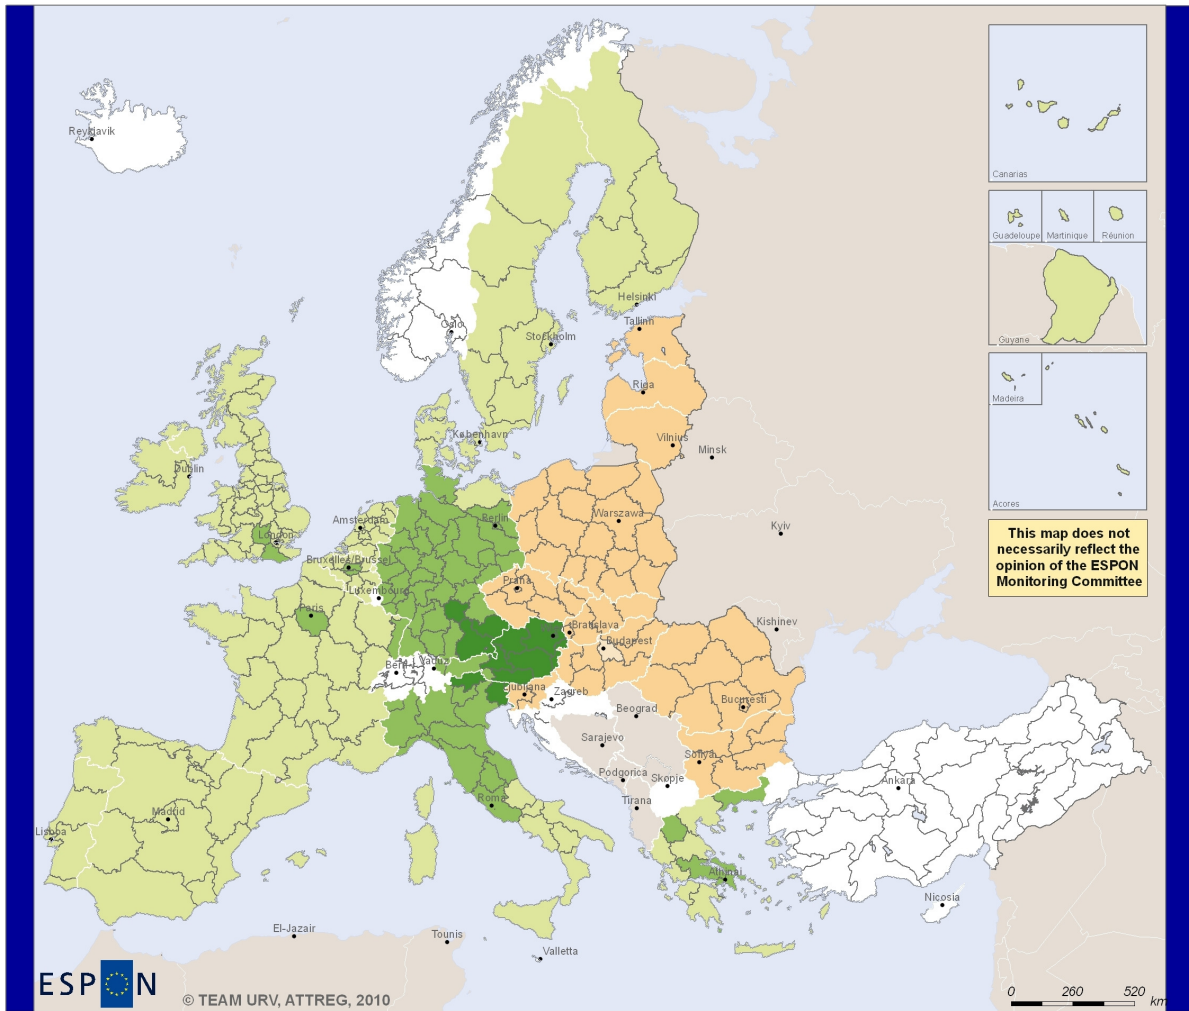 Reykjavik
Canarias
Guadeloupe
Martinique
Réunion
Guyane
Madeira
Acores
This map does not
necessarily reflect the
opinion of the ESPON
Monitoring Committee
Oslo
Helsinki
Tallinn
Stockholm
Riga
København
Vilnius
Minsk
Dublin
Amsterdam
Berlin
Warszawa
London
Kyiv
Bruxelles/Brussel
Praha
Luxembourg
Paris
Kishinev
Bratislava
Budapest
Bern
Vaduz
Ljubljana
Zagreb
Bucuresti
Beograd
Sarajevo
Sofiya
Podgorica
Skopje
Ankara
Roma
Tirana
Madrid
Lisboa
Athinai
Nicosia
El-Jazair
Tounis
Valletta
ESPON
© TEAM URV, ATTREG, 2010
0 260 520
km